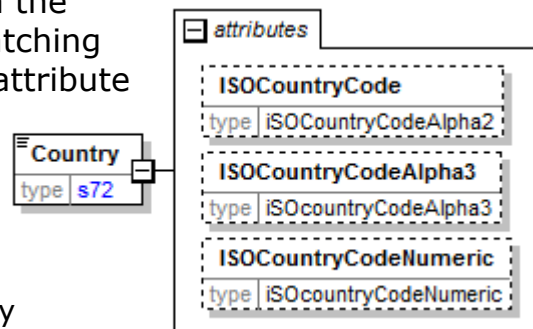 the
tching
attribute
attributes
ISOCountryCode
type iSOCountryCodeAlpha2
Country
type s72
ISOCountryCodeAlpha3
type iSOcountryCodeAlpha3
ISOCountryCodeNumeric
type iSOcountryCodeNumeric
y